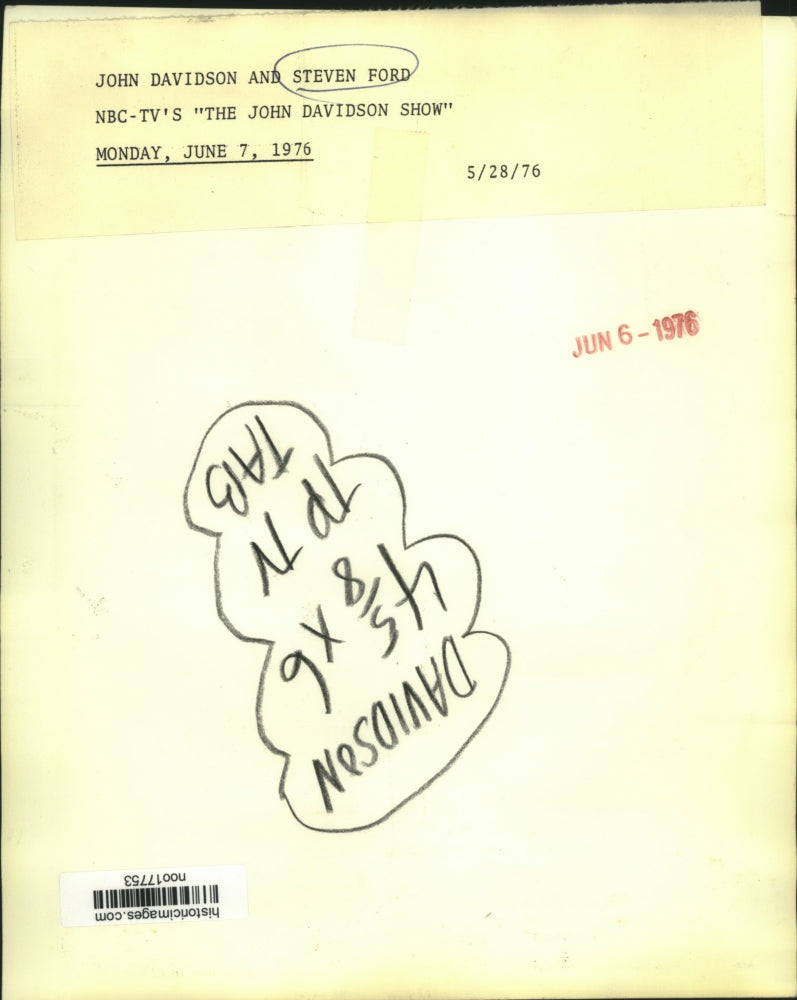 JOHN DAVIDSON AND STEVEN FORD
NBC-TV'S "THE JOHN DAVIDSON SHOW"
MONDAY, JUNE 7, 1976
5/28/76
JUN 6-1976
DAVIDSON
4 5/8 X 6
TP TV
TAB
historicimages.com
noo17753